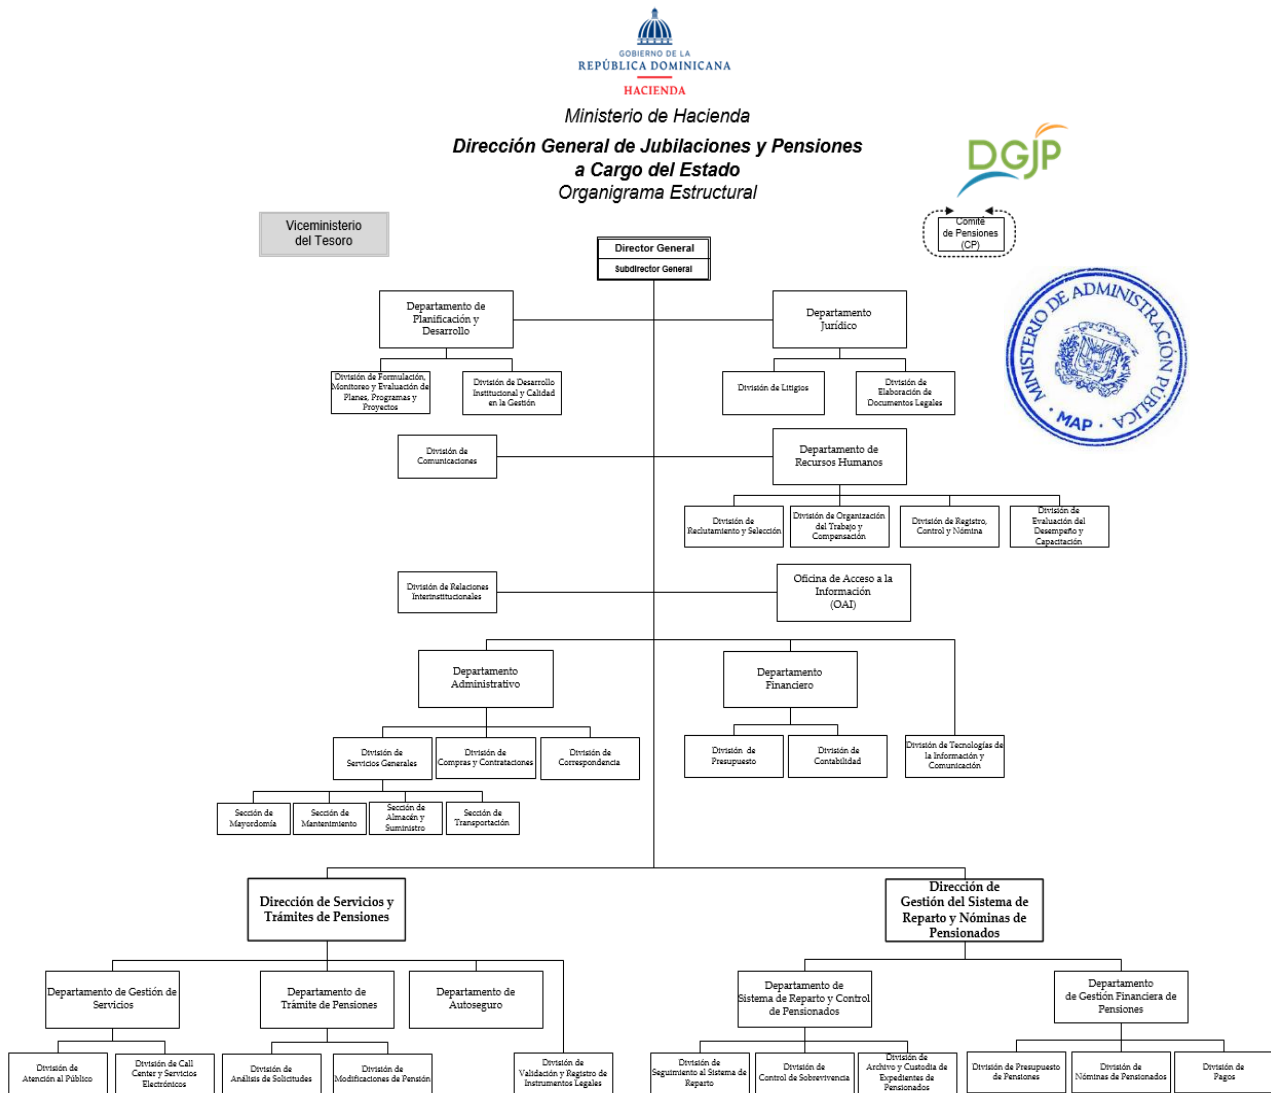 GOBIERNO DE LA
REPÚBLICA DOMINICANA
HACIENDA
Ministerio de Hacienda
Dirección General de Jubilaciones y Pensiones
a Cargo del Estado
Organigrama Estructural
DGJP
Viceministerio
del Tesoro
Comité
de Pensiones
(CP)
Director General
Subdirector General
MINISTERIO DE ADMINISTRACIÓN PÚBLICA
· MAP ·
Departamento de
Planificación y
Desarrollo
Departamento
Jurídico
División de Formulación,
Monitoreo y Evaluación de
Planes, Programas y
Proyectos
División de Desarrollo
Institucional y Calidad
en la Gestión
División de Litigios
División de
Elaboración de
Documentos Legales
División de
Comunicaciones
Departamento de
Recursos Humanos
División de
Reclutamiento y Selección
División de Organización
del Trabajo y
Compensación
División de Registro,
Control y Nómina
División de
Evaluación del
Desempeño y
Capacitación
División de Relaciones
Interinstitucionales
Oficina de Acceso a la
Información
(OAI)
Departamento
Administrativo
Departamento
Financiero
División de
Servicios Generales
División de
Compras y Contrataciones
División de
Correspondencia
División de
Presupuesto
División de
Contabilidad
División de Tecnologías de
la Información y
Comunicación
Sección de
Mayordomía
Sección de
Mantenimiento
Sección de
Almacén y
Suministro
Sección de
Transportación
Dirección de Servicios y
Trámites de Pensiones
Dirección de
Gestión del Sistema de
Reparto y Nóminas de
Pensionados
Departamento de Gestión de
Servicios
Departamento de
Trámite de Pensiones
Departamento de
Autoseguro
Departamento de
Sistema de Reparto y Control
de Pensionados
Departamento
de Gestión Financiera de
Pensiones
División de
Atención al Público
División de Call
Center y Servicios
Electrónicos
División de
Análisis de Solicitudes
División de
Modificaciones de Pensión
División de
Validación y Registro de
Instrumentos Legales
División de
Seguimiento al Sistema de
Reparto
División de
Control de Sobrevivencia
División de
Archivo y Custodia de
Expedientes de
Pensionados
División de Presupuesto
de Pensiones
División de
Nóminas de Pensionados
División de
Pagos